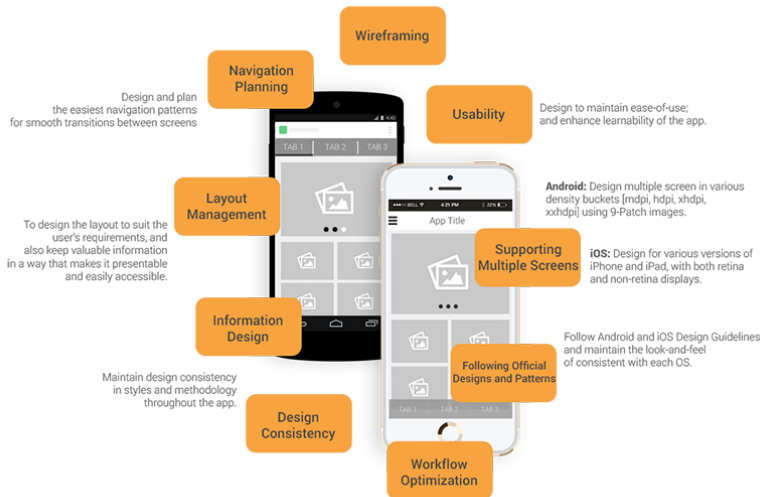 Wireframing
Navigation
Planning
Design and plan
the easiest navigation patterns
for smooth transitions between screens
Usability
Design to maintain ease-of-use;
and enhance learnability of the app.
4:40
TAB 1
TAB 2
TAB 3
Layout
Management
To design the layout to suit the
user's requirements, and
also keep valuable information
in a way that makes it presentable
and easily accessible.
BELL
4:21 PM
22%
App Title
Android: Design multiple screen in various
density buckets [mdpi, hdpi, xhdpi,
xxhdpi] using 9-Patch images.
Supporting
Multiple Screens
iOS: Design for various versions of
iPhone and iPad, with both retina
and non-retina displays.
Information
Design
Follow Android and iOS Design Guidelines
and maintain the look-and-feel
of consistent with each OS.
Following Official
Designs and Patterns
Maintain design consistency
in styles and methodology
throughout the app.
TAB 1
TAB 2
TAB 3
Design
Consistency
Workflow
Optimization